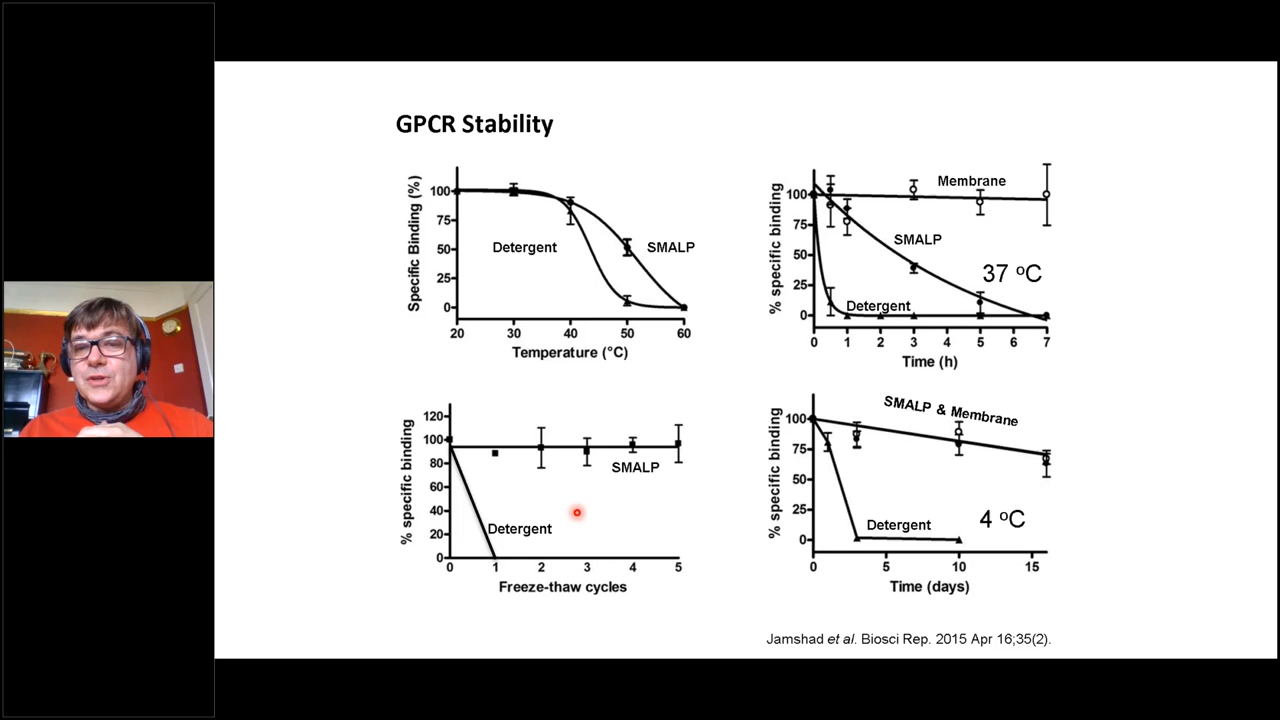 GPCR Stability
Specific Binding (%)
100
75
50
25
0
Detergent
SMALP
20 30 40 50 60
Temperature (°C)
% specific binding
100
75
50
25
0
Membrane
SMALP
37 °C
Detergent
0 1 2 3 4 5 6 7
Time (h)
% specific binding
120
100
80
60
40
20
0
SMALP
Detergent
0 1 2 3 4 5
Freeze-thaw cycles
% specific binding
100
75
50
25
0
SMALP & Membrane
Detergent
4 °C
0 5 10 15
Time (days)
Jamshad et al. Biosci Rep. 2015 Apr 16;35(2).